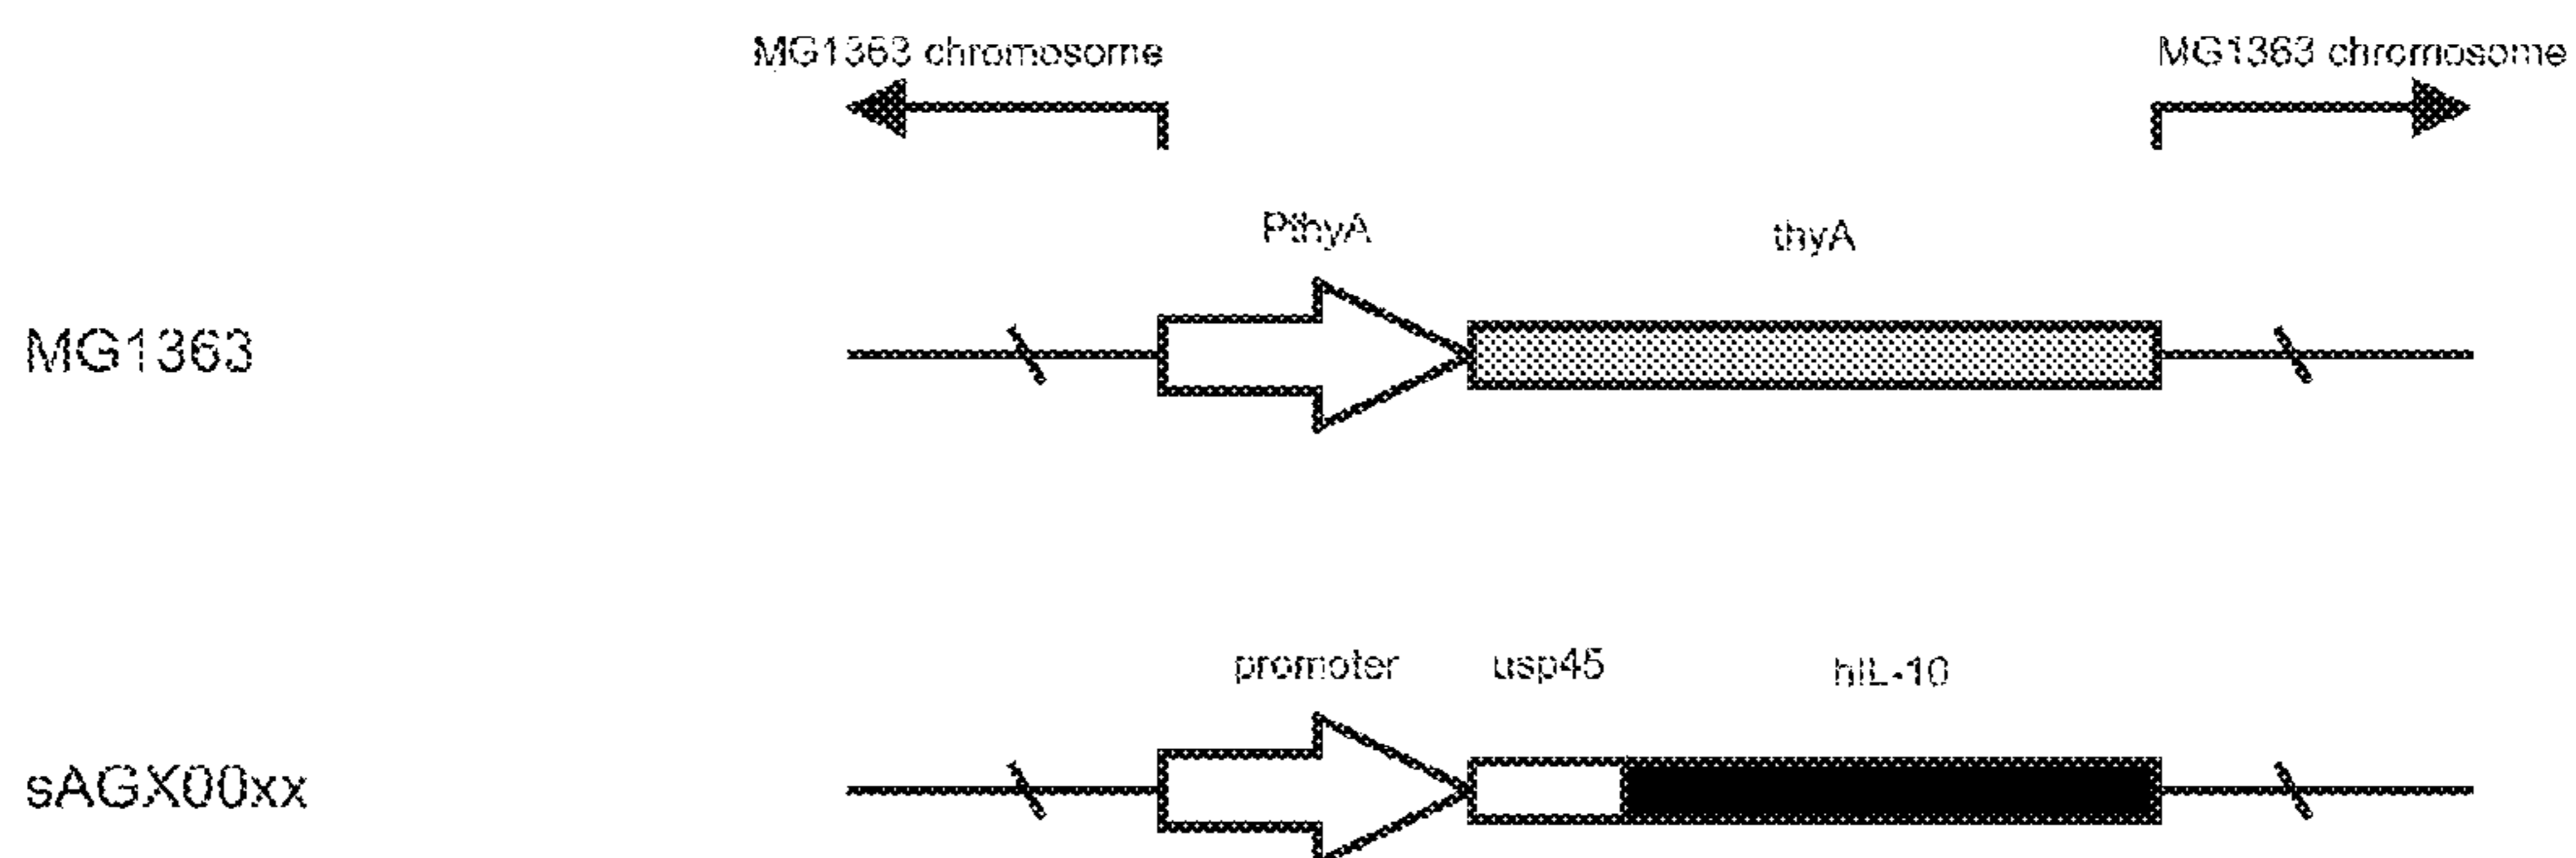 MG1363 chromosome MG1363 chromosome
PthyA thyA
MG1363
promoter usp45 hIL-10
sAGX00xx